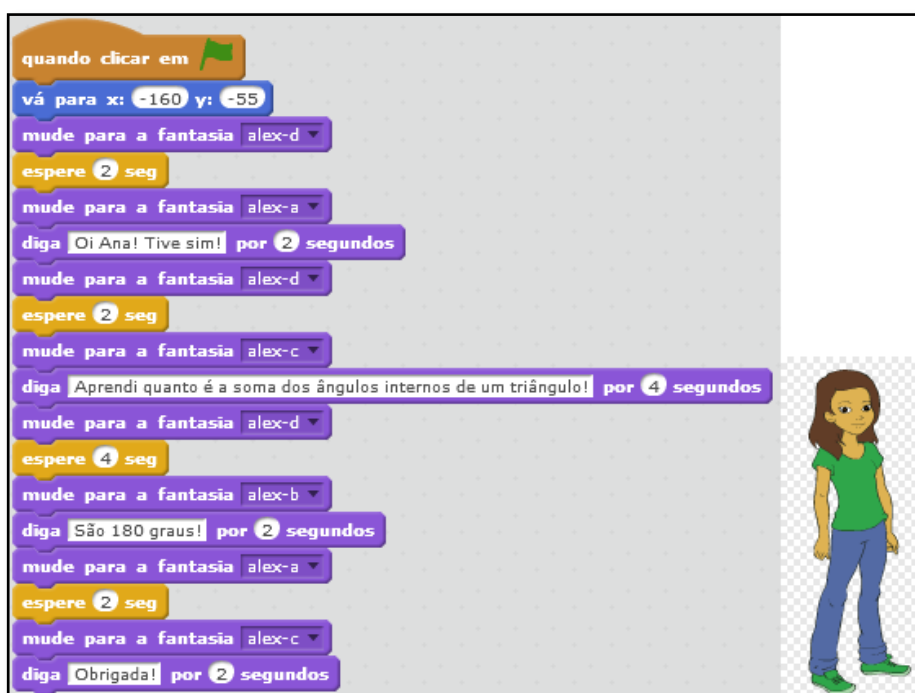 quando clicar em
vá para x: -160 y: -55
mude para a fantasia alex-d
espere 2 seg
mude para a fantasia alex-a
diga Oi Ana! Tive sim! por 2 segundos
mude para a fantasia alex-d
espere 2 seg
mude para a fantasia alex-c
diga Aprendi quanto é a soma dos ângulos internos de um triângulo! por 4 segundos
mude para a fantasia alex-d
espere 4 seg
mude para a fantasia alex-b
diga São 180 graus! por 2 segundos
mude para a fantasia alex-a
espere 2 seg
mude para a fantasia alex-c
diga Obrigada! por 2 segundos